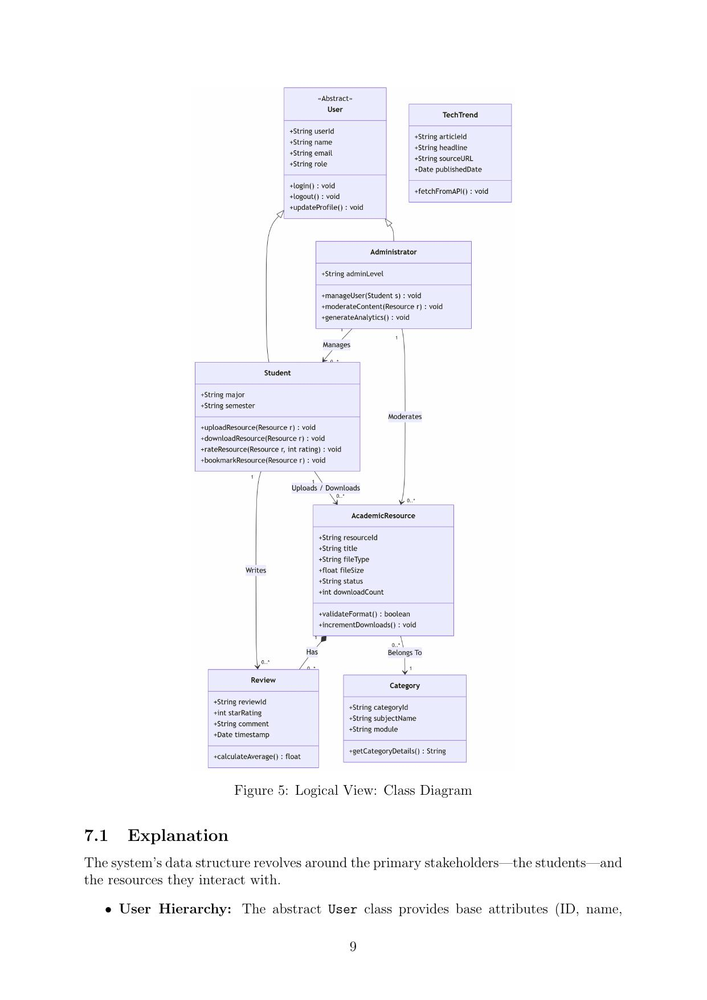 «Abstract»
User
+String userId
+String name
+String email
+String role
+login() : void
+logout() : void
+updateProfile() : void
TechTrend
+String articleId
+String headline
+String sourceURL
+Date publishedDate
+fetchFromAPI() : void
Administrator
+String adminLevel
+manageUser(Student s) : void
+moderateContent(Resource r) : void
+generateAnalytics() : void
1
Manages
0..*
1
Moderates
0..*
Student
+String major
+String semester
+uploadResource(Resource r) : void
+downloadResource(Resource r) : void
+rateResource(Resource r, int rating) : void
+bookmarkResource(Resource r) : void
1
Writes
0..*
1
Uploads / Downloads
0..*
AcademicResource
+String resourceId
+String title
+String fileType
+float fileSize
+String status
+int downloadCount
+validateFormat() : boolean
+incrementDownloads() : void
1
Has
0..*
0..*
Belongs To
1
Review
+String reviewId
+int starRating
+String comment
+Date timestamp
+calculateAverage() : float
Category
+String categoryId
+String subjectName
+String module
+getCategoryDetails() : String
Figure 5: Logical View: Class Diagram
7.1 Explanation
The system's data structure revolves around the primary stakeholders—the students—and
the resources they interact with.
• User Hierarchy: The abstract User class provides base attributes (ID, name,
9